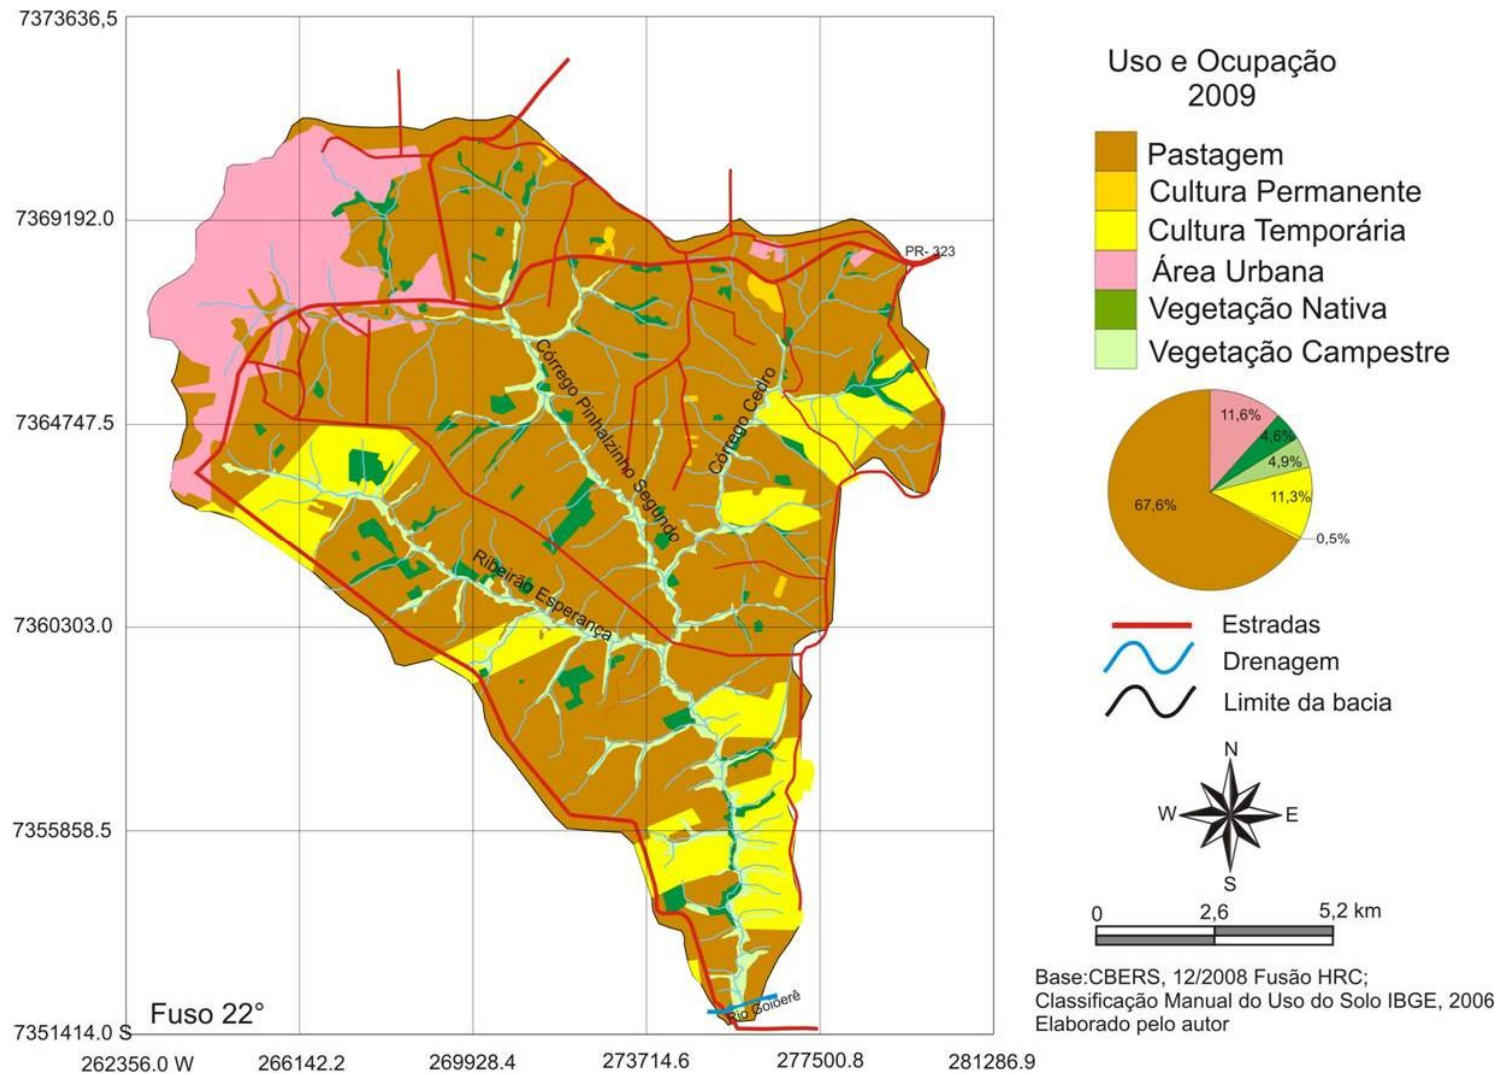 7373636,5
7369192.0
7364747.5
7360303.0
7355858.5
7351414.0 S
262356.0 W
266142.2
269928.4
273714.6
277500.8
281286.9
Fuso 22°
PR- 323
Córrego Pinhalzinho Segundo
Córrego Cedro
Ribeirão Esperança
Rio Goioerê
Uso e Ocupação
2009
Pastagem
Cultura Permanente
Cultura Temporária
Área Urbana
Vegetação Nativa
Vegetação Campestre
11,6%
4,6%
4,9%
11,3%
0,5%
67,6%
Estradas
Drenagem
Limite da bacia
N
W
E
S
0 2,6 5,2 km
Base:CBERS, 12/2008 Fusão HRC;
Classificação Manual do Uso do Solo IBGE, 2006
Elaborado pelo autor